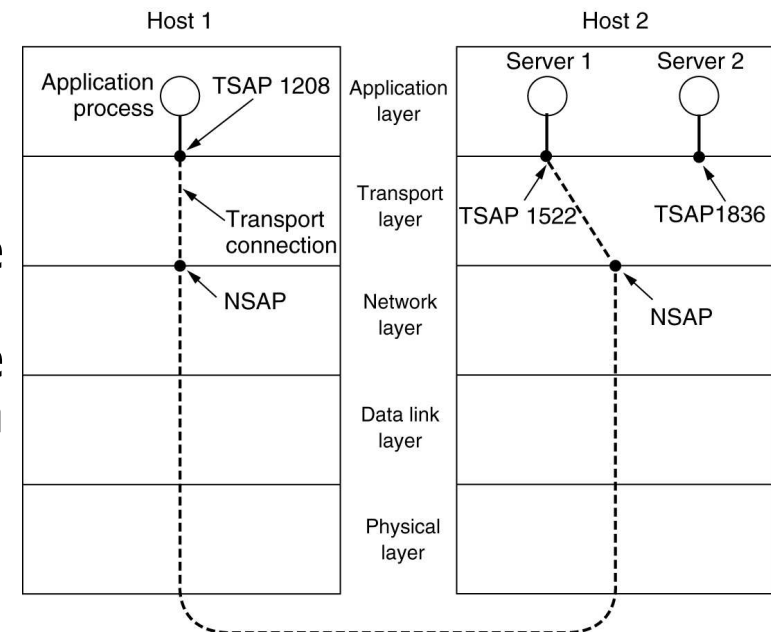 Host 1
Host 2
Application
process
TSAP 1208
Application
layer
Server 1
Server 2
Transport
connection
Transport
layer
TSAP 1522
TSAP1836
NSAP
Network
layer
NSAP
Data link
layer
Physical
layer